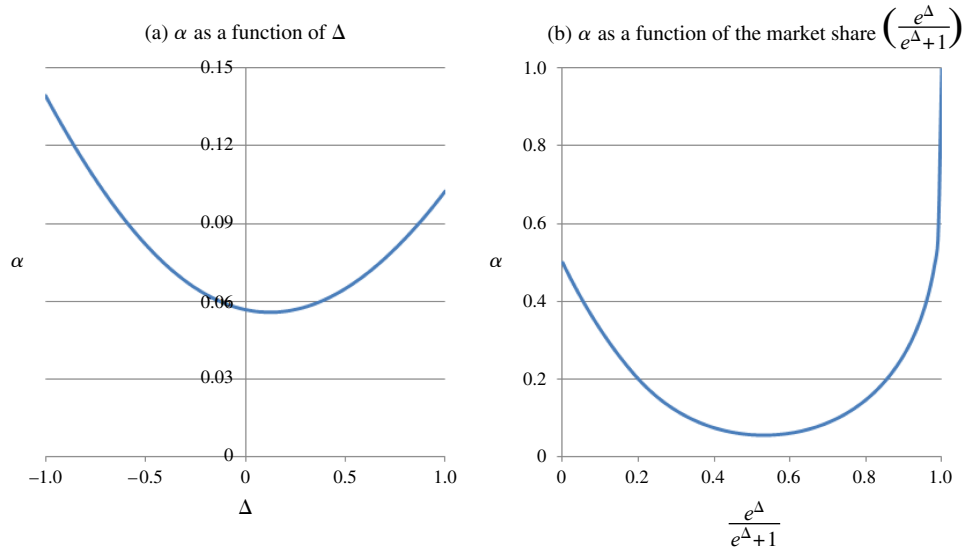 (a) α as a function of Δ
0.15
0.12
0.09
0.06
0.03
0
α
–1.0 –0.5 0 0.5 1.0
Δ
(b) α as a function of the market share (e^Δ / (e^Δ+1))
1.0
0.8
0.6
0.4
0.2
0
α
0 0.2 0.4 0.6 0.8 1.0
e^Δ / (e^Δ+1)